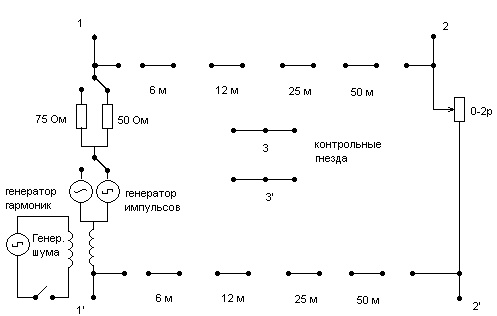 1
2
6 м
12 м
25 м
50 м
75 Ом
50 Ом
0-2р
3
контрольные
гнезда
3'
генератор
гармоник
генератор
импульсов
Генер.
шума
6 м
12 м
25 м
50 м
1'
2'